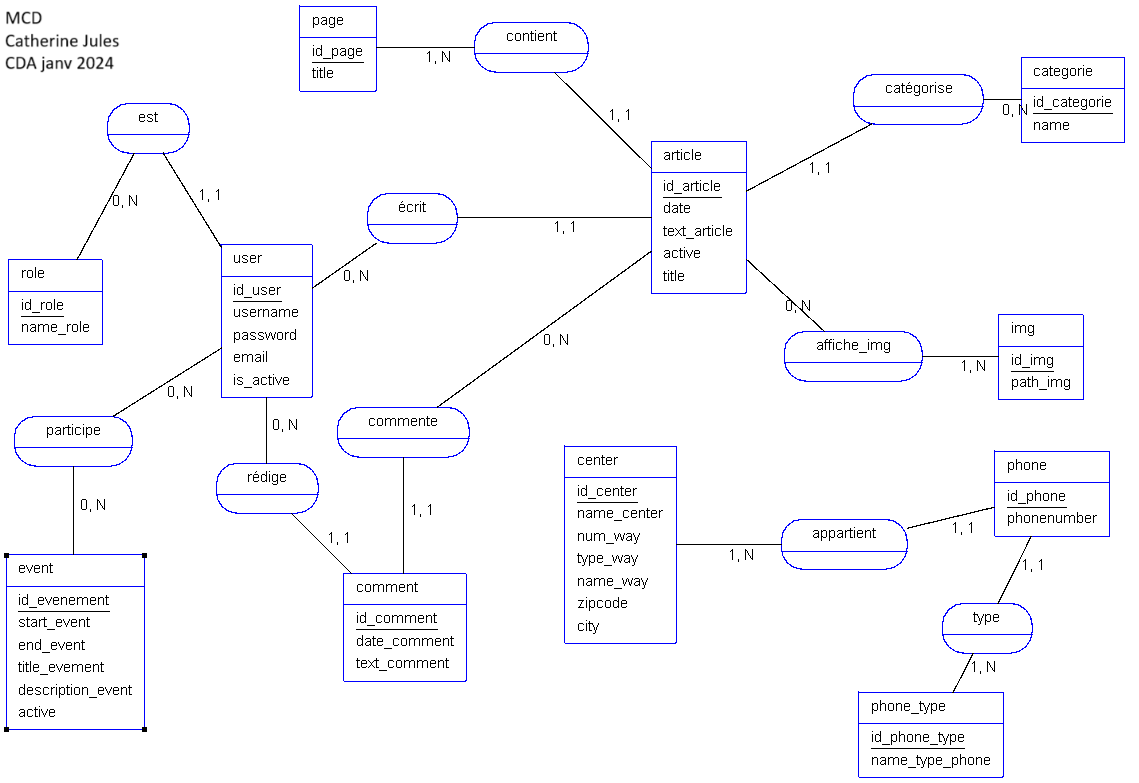 MCD
Catherine Jules
CDA janv 2024
page
id_page
title
1, N
contient
1, 1
catégorise
0, N
1, 1
categorie
id_categorie
name
est
0, N
1, 1
article
id_article
date
text_article
active
title
écrit
1, 1
0, N
role
id_role
name_role
user
id_user
username
password
email
is_active
0, N
affiche_img
1, N
img
id_img
path_img
0, N
commente
1, 1
0, N
participe
0, N
0, N
rédige
1, 1
event
id_evenement
start_event
end_event
title_evement
description_event
active
comment
id_comment
date_comment
text_comment
center
id_center
name_center
num_way
type_way
name_way
zipcode
city
1, N
appartient
1, 1
phone
id_phone
phonenumber
1, 1
type
1, N
phone_type
id_phone_type
name_type_phone